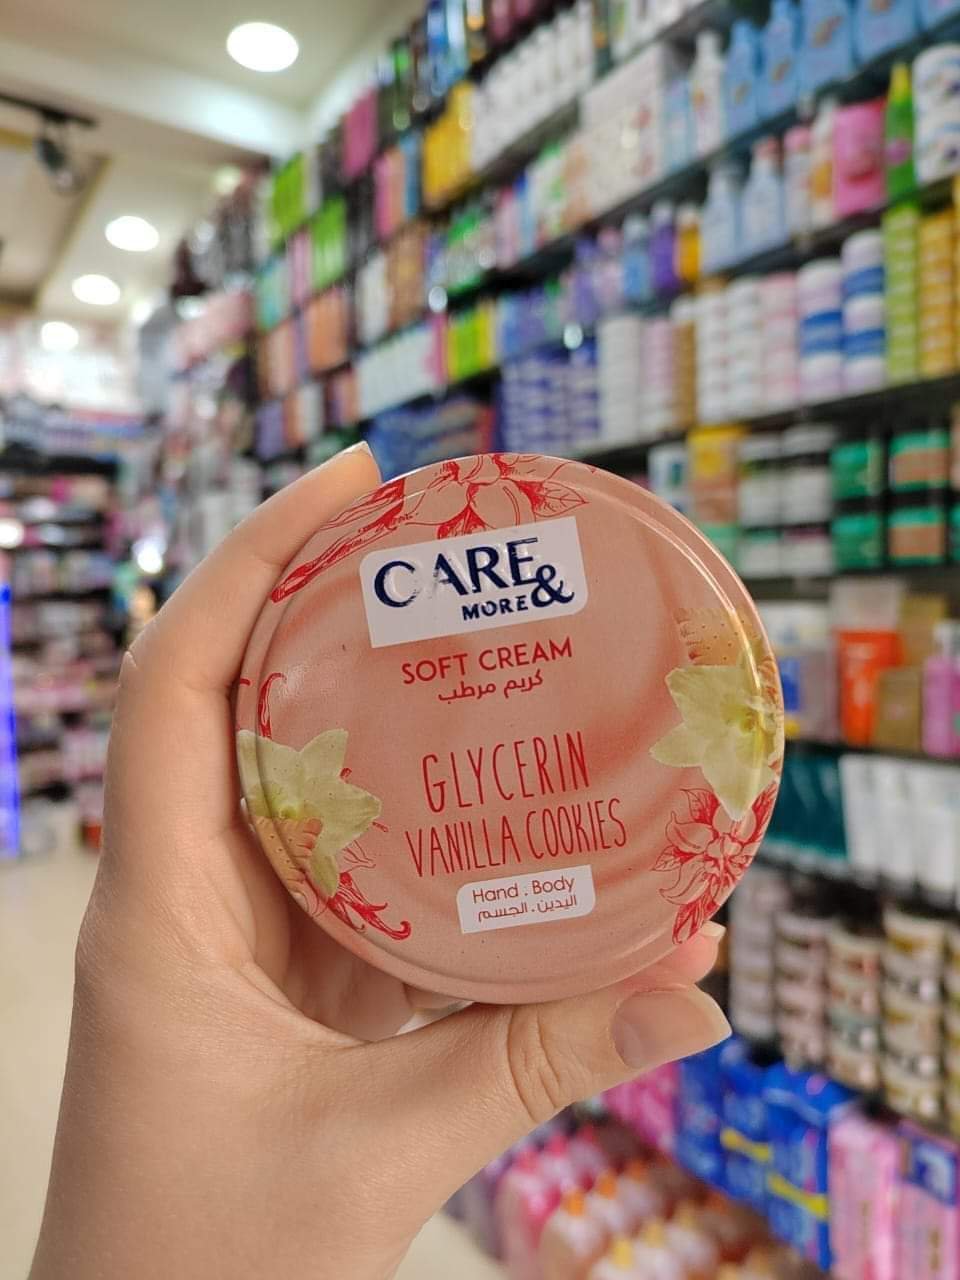 CARE &
MORE
SOFT CREAM
كريم مرطب
GLYCERIN
VANILLA COOKIES
Hand . Body
اليدين . الجسم